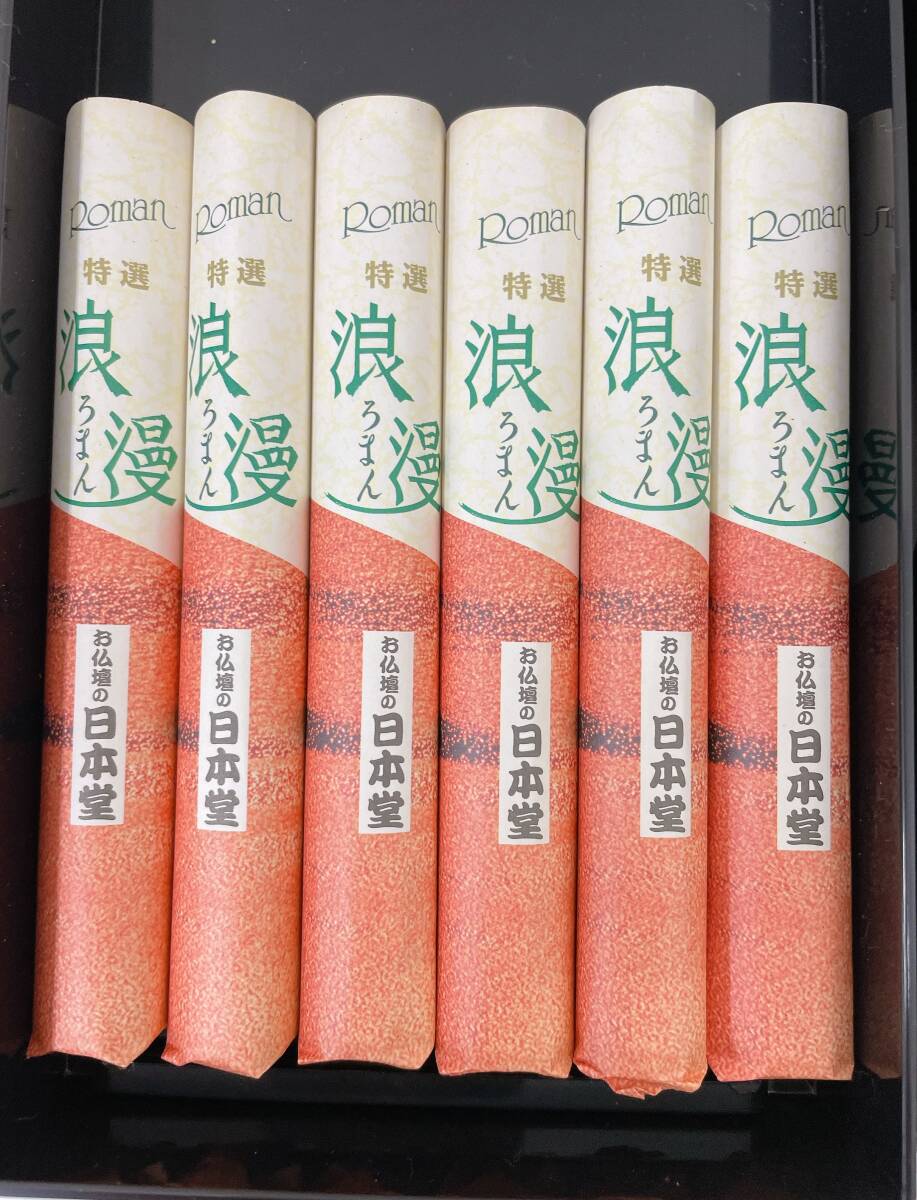 Roman
特選
浪漫
ろまん
お仏壇の日本堂
Roman
特選
浪漫
ろまん
お仏壇の日本堂
Roman
特選
浪漫
ろまん
お仏壇の日本堂
Roman
特選
浪漫
ろまん
お仏壇の日本堂
Roman
特選
浪漫
ろまん
お仏壇の日本堂
Roman
特選
浪漫
ろまん
お仏壇の日本堂